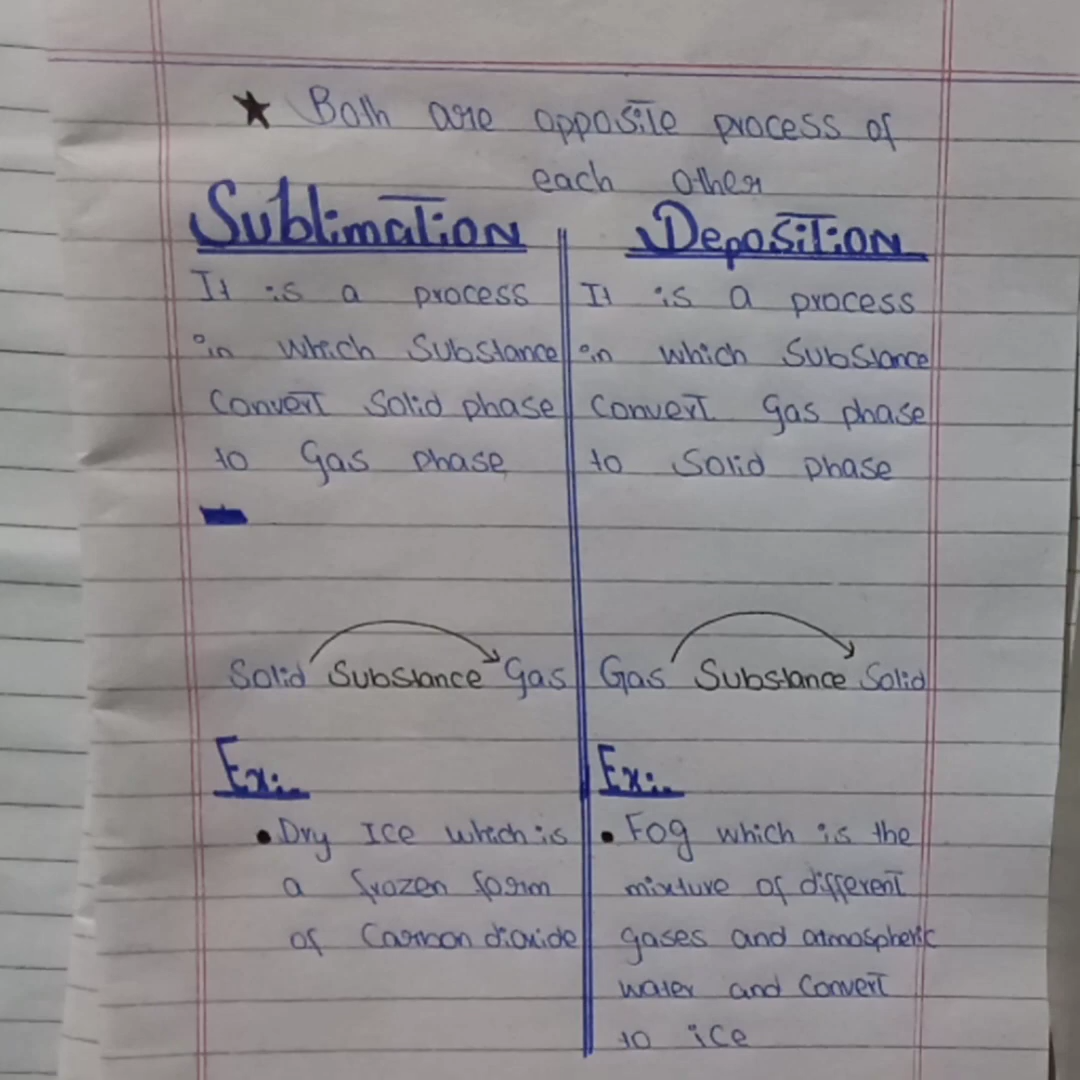 ★ Both are opposite process of
each other
Sublimation
It is a process
in which Substance
Convert Solid phase
to Gas phase
Solid Substance Gas
Ex:-
• Dry Ice which is
a frozen form
of Carnon dioxide
Deposition
It is a process
in which Substance
Convert gas phase
to Solid phase
Gas Substance Solid
Ex:-
• Fog which is the
mixture of different
gases and atmospheric
water and Convert
to ice